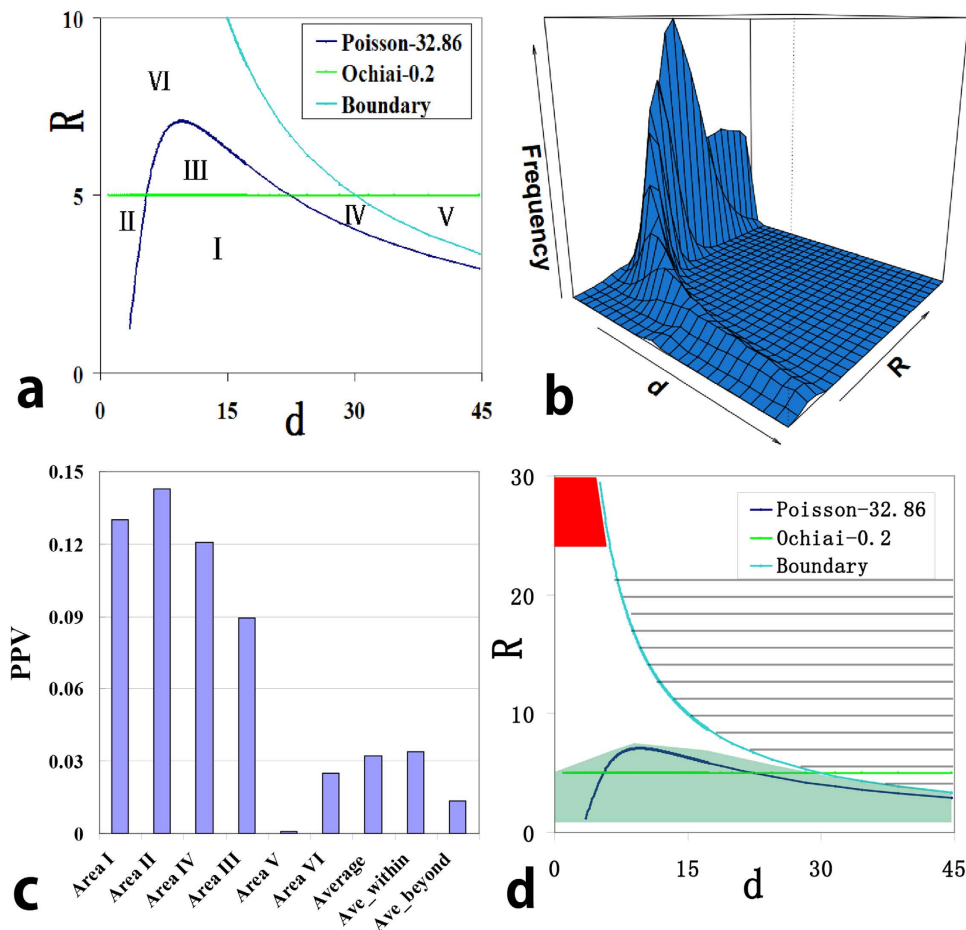 10
Poisson-32.86
Ochiai-0.2
Boundary
VI
R
III
5
II
IV
V
I
0
0 15 d 30 45
a
Frequency
d
R
b
0.15
0.12
0.09
PPV
0.06
0.03
0
Area I Area II Area IV Area III Area V Area VI Average Ave_within Ave_beyond
c
30
Poisson-32.86
Ochiai-0.2
Boundary
20
R
10
0
0 15 d 30 45
d